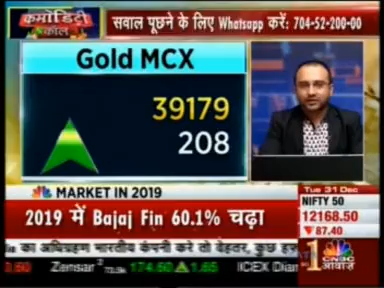 कमोडिटी
कॉल
सवाल पूछने के लिए Whatsapp करें: 704-52-200-00
Gold MCX
39179
208
MARKET IN 2019
2019 में Bajaj Fin 60.1% चढ़ा
Tue 31 Dec
NIFTY 50
12168.50
87.40
का अधिग्रहण भारतीय कंपनी करे तो बेहतर, कुछ
Zensar 174.60 1.65 ICEX
1 CNBC
आवाज़